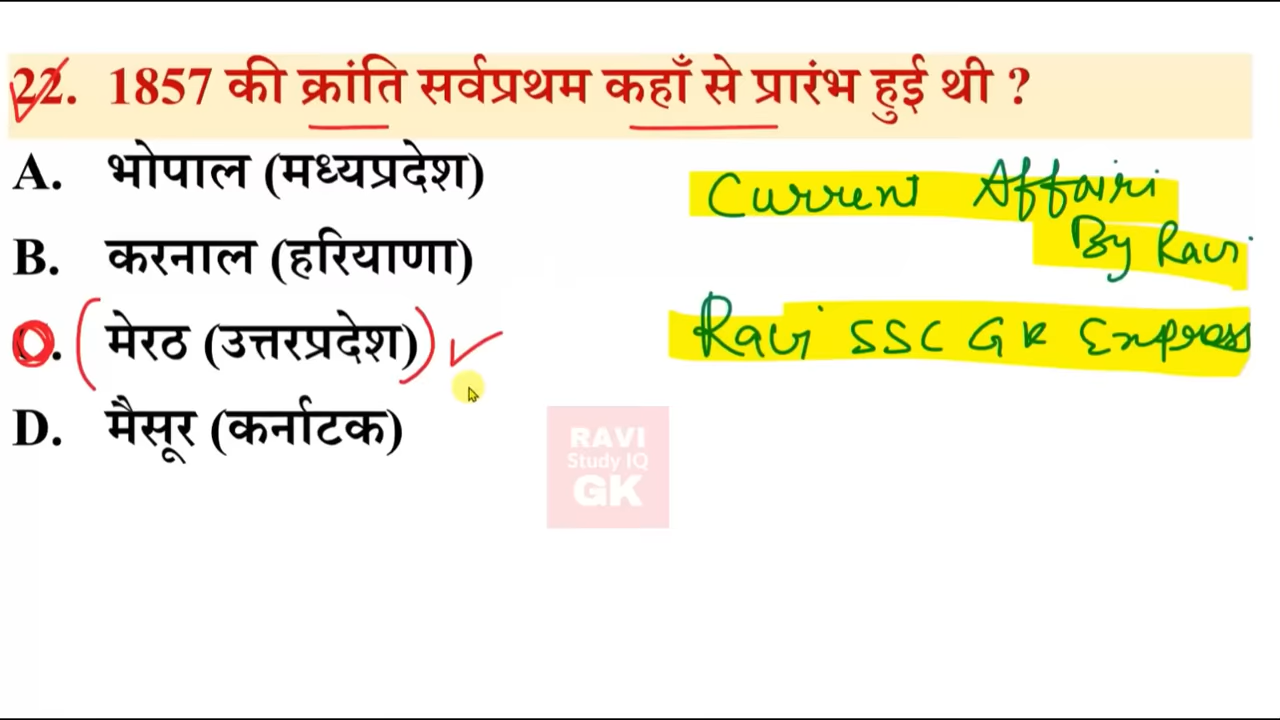 22. 1857 की क्रांति सर्वप्रथम कहाँ से प्रारंभ हुई थी ?
A. भोपाल (मध्यप्रदेश)
B. करनाल (हरियाणा)
मेरठ (उत्तरप्रदेश)
D. मैसूर (कर्नाटक)
Current Affairs
By Ravi
Ravi SSC GK Express
RAVI
Study IQ
GK